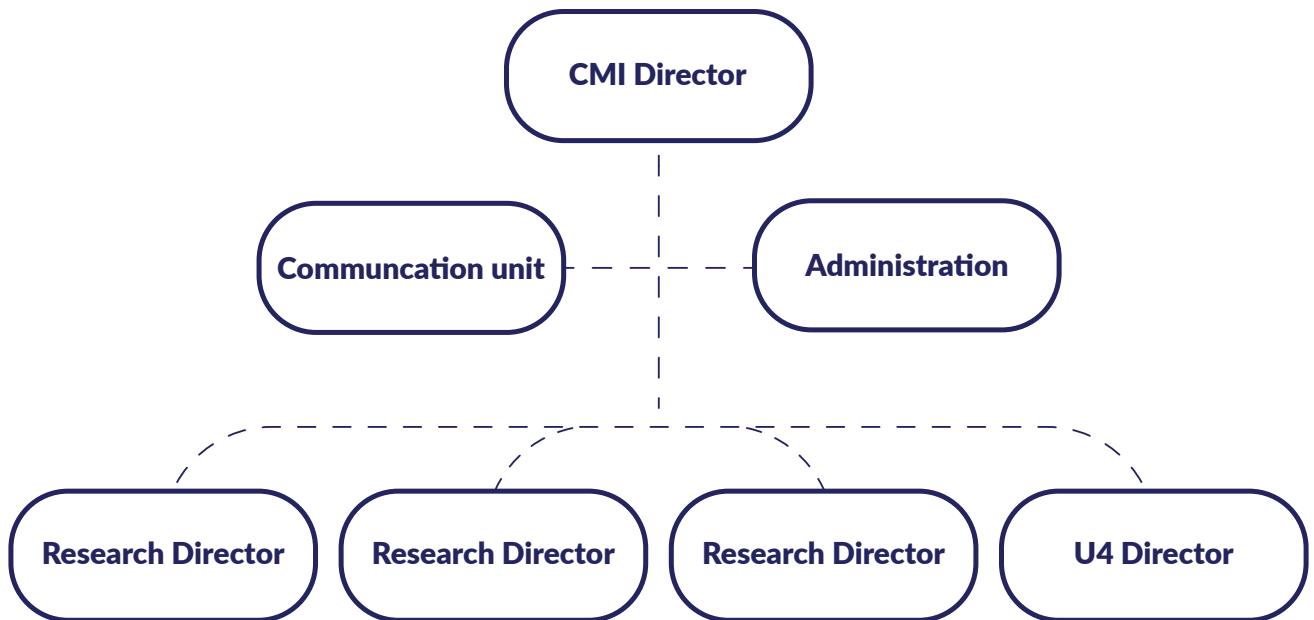 CMI Director
Communcation unit
Administration
Research Director
Research Director
Research Director
U4 Director